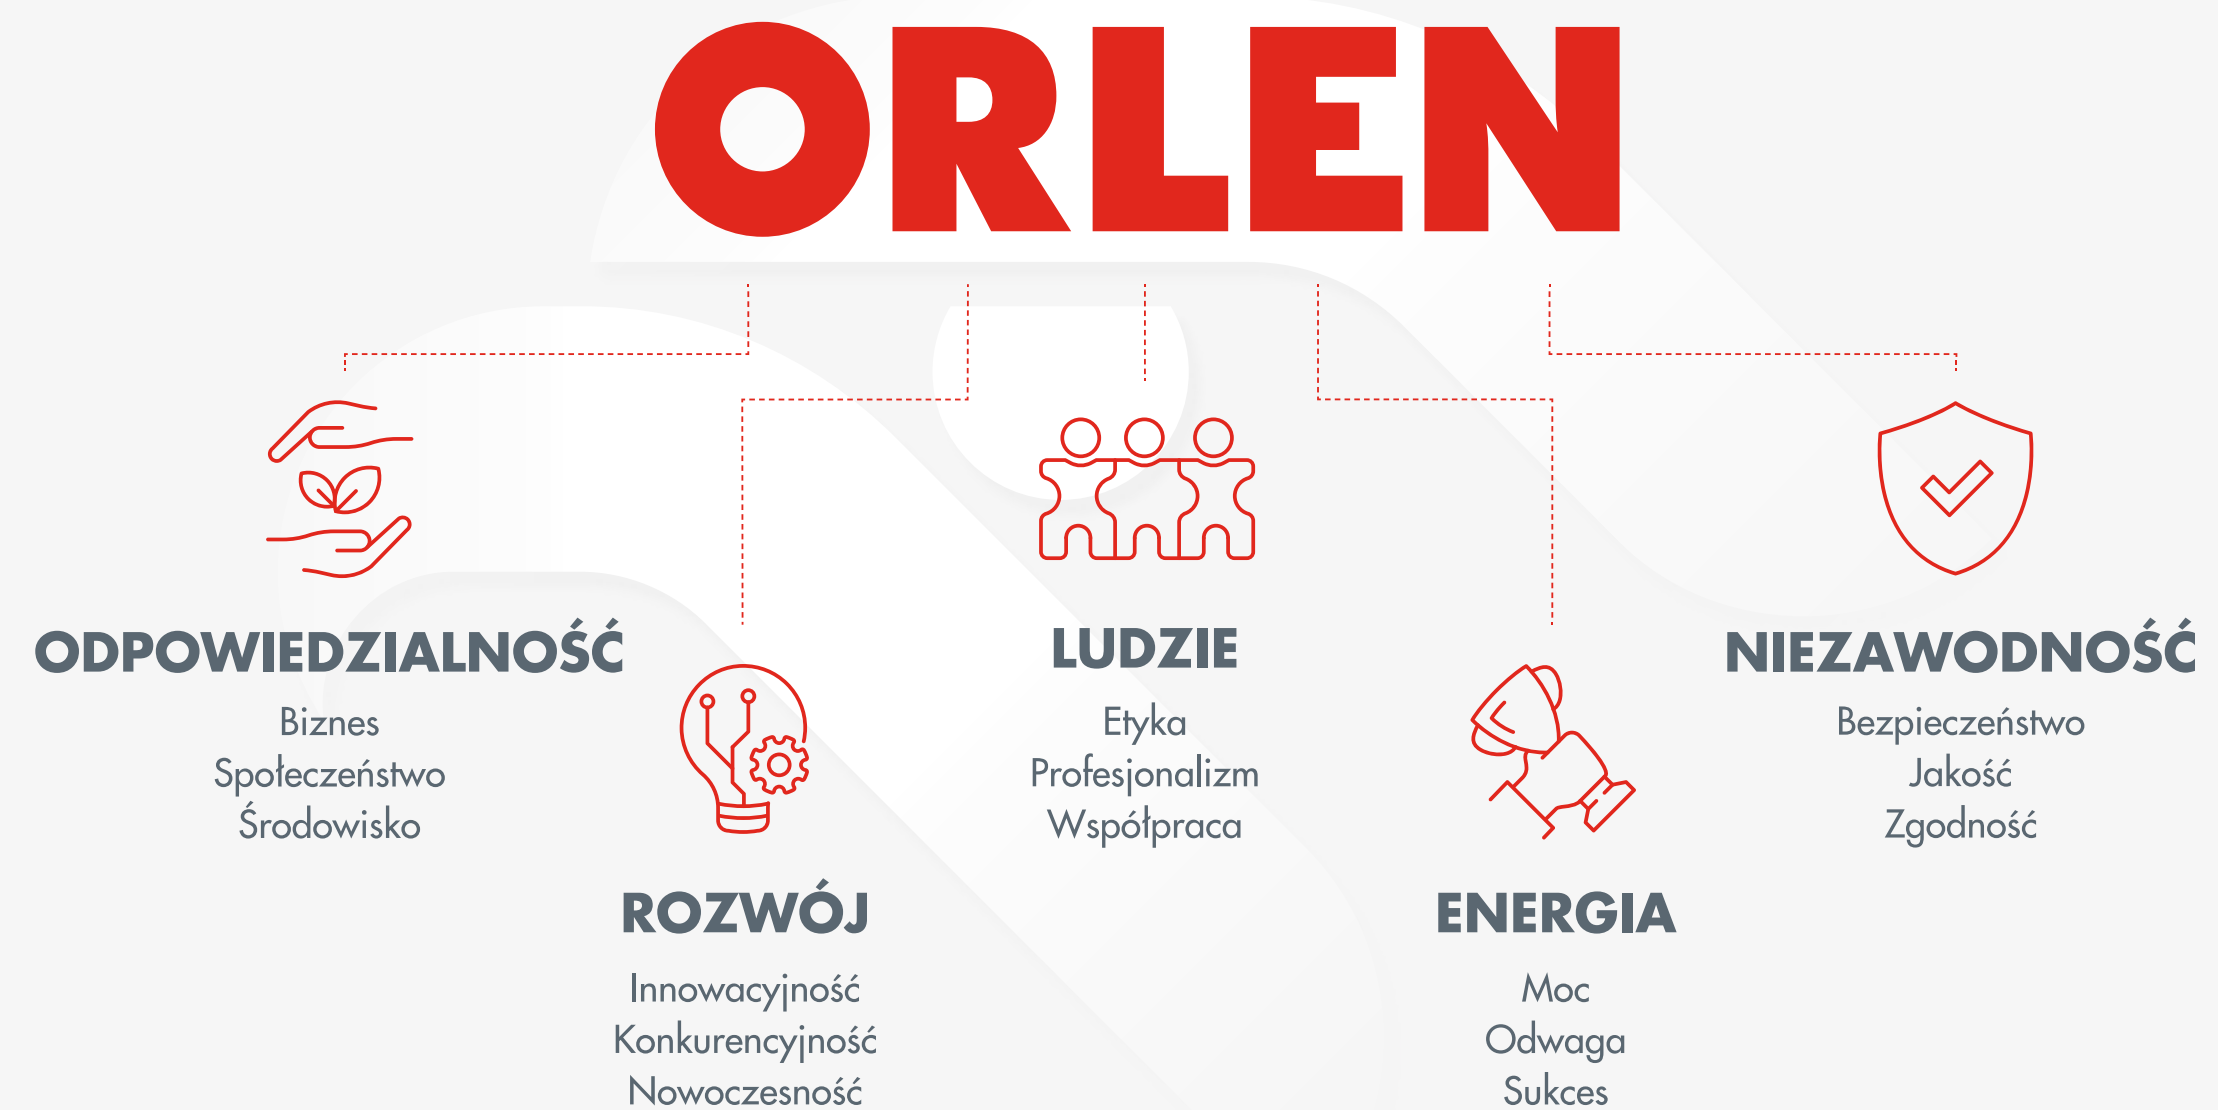 ORLEN
ODPOWIEDZIALNOŚĆ
Biznes
Społeczeństwo
Środowisko
ROZWÓJ
Innowacyjność
Konkurencyjność
Nowoczesność
LUDZIE
Etyka
Profesjonalizm
Współpraca
ENERGIA
Moc
Odwaga
Sukces
NIEZAWODNOŚĆ
Bezpieczeństwo
Jakość
Zgodność